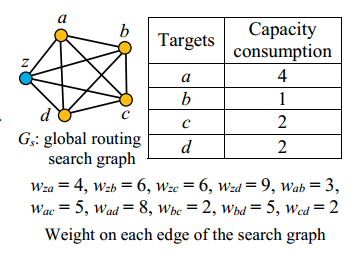 a
b
z
d
c
Gₛ: global routing
search graph
Targets Capacity consumption
a 4
b 1
c 2
d 2
wza = 4, wzb = 6, wzc = 6, wzd = 9, wab = 3,
wac = 5, wad = 8, wbc = 2, wbd = 5, wcd = 2
Weight on each edge of the search graph